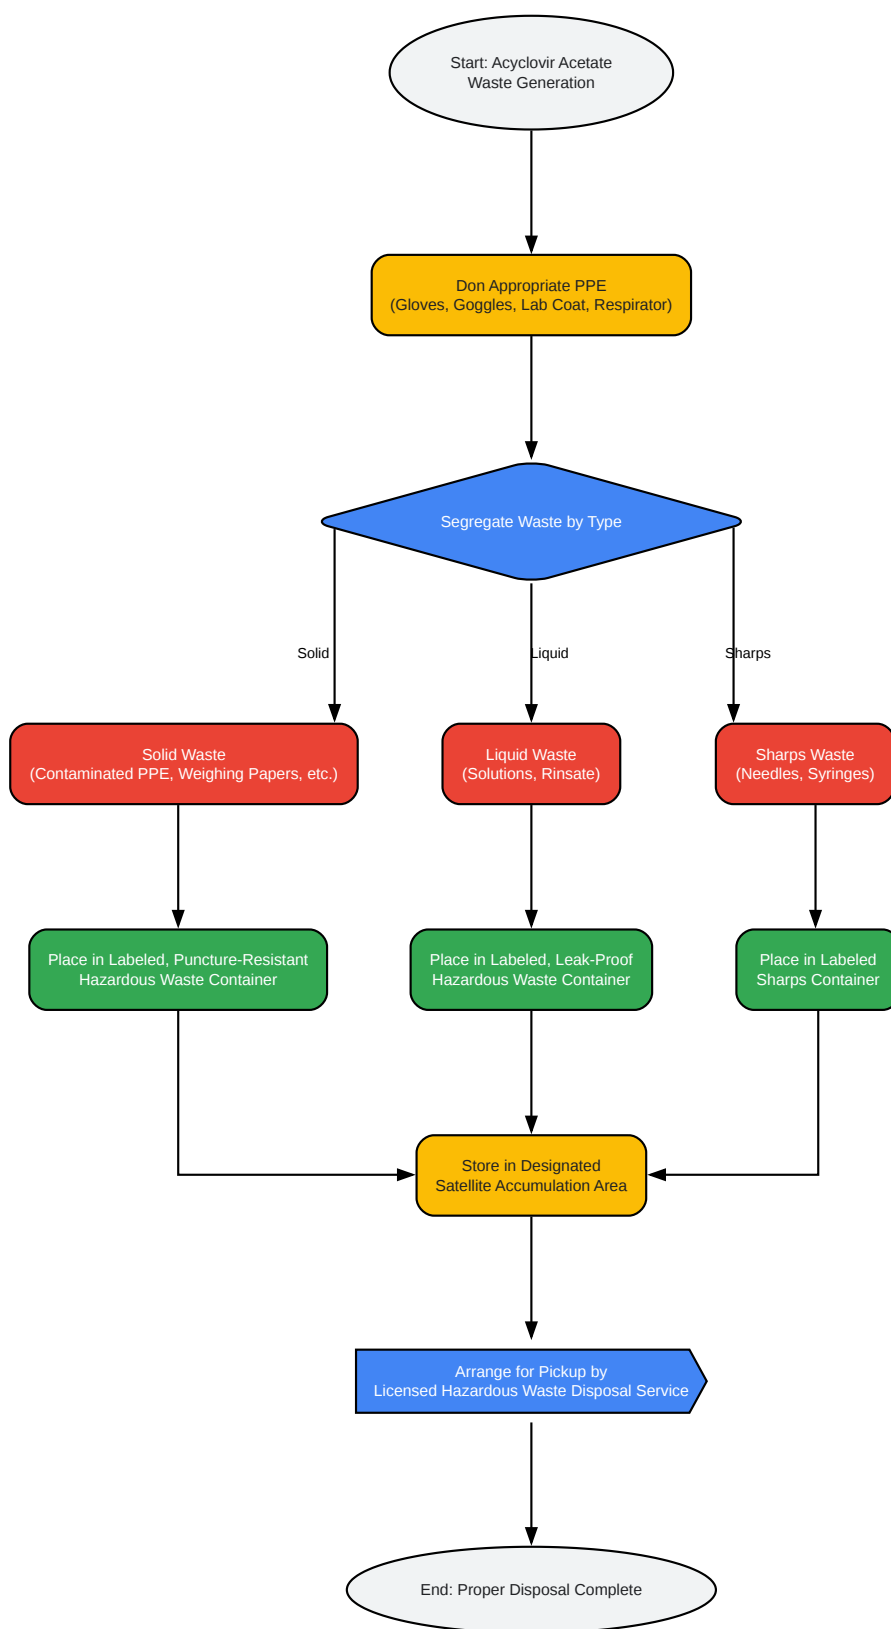 Start: Acyclovir Acetate
Waste Generation
Don Appropriate PPE
(Gloves, Goggles, Lab Coat, Respirator)
Segregate Waste by Type
Solid
Liquid
Sharps
Solid Waste
(Contaminated PPE, Weighing Papers, etc.)
Liquid Waste
(Solutions, Rinsate)
Sharps Waste
(Needles, Syringes)
Place in Labeled, Puncture-Resistant
Hazardous Waste Container
Place in Labeled, Leak-Proof
Hazardous Waste Container
Place in Labeled
Sharps Container
Store in Designated
Satellite Accumulation Area
Arrange for Pickup by
Licensed Hazardous Waste Disposal Service
End: Proper Disposal Complete